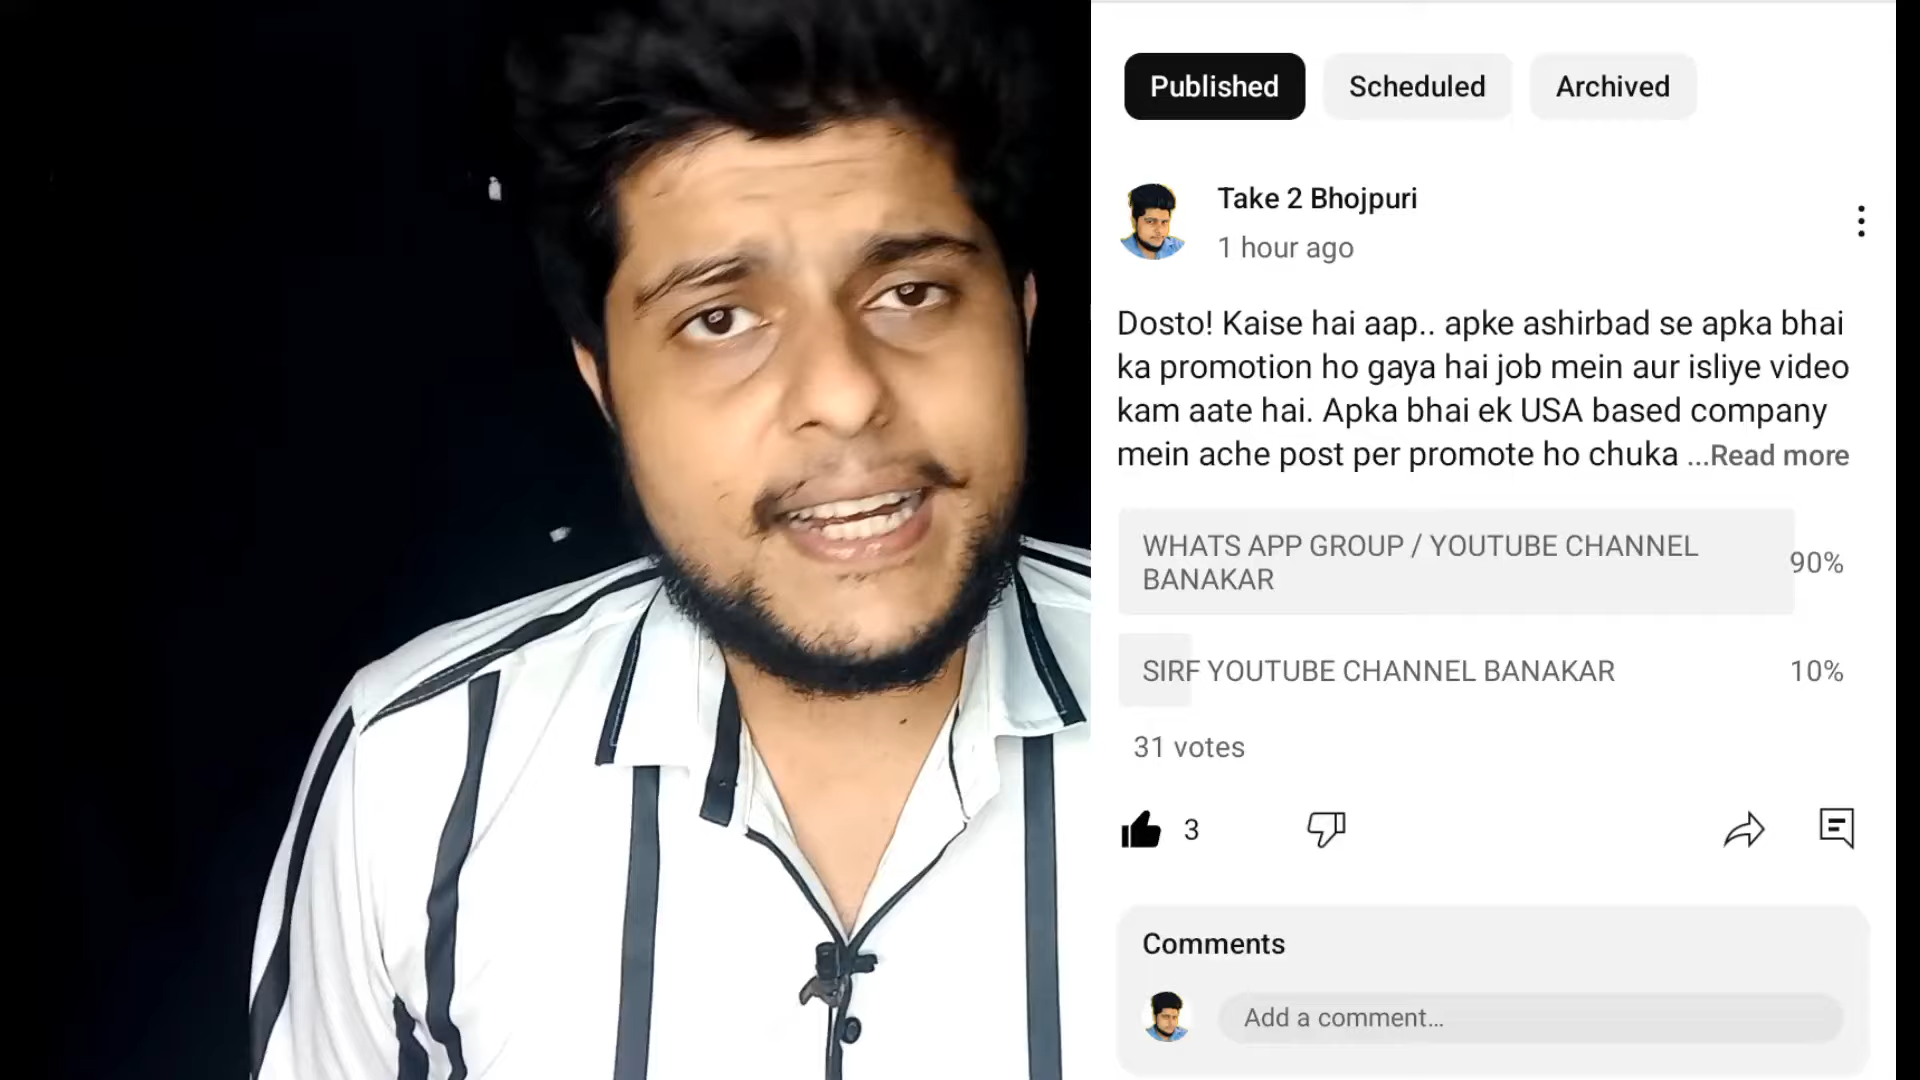 Published
Scheduled
Archived
Take 2 Bhojpuri
1 hour ago
Dosto! Kaise hai aap.. apke ashirbad se apka bhai
ka promotion ho gaya hai job mein aur isliye video
kam aate hai. Apka bhai ek USA based company
mein ache post per promote ho chuka ...Read more
WHATS APP GROUP / YOUTUBE CHANNEL
BANAKAR
90%
SIRF YOUTUBE CHANNEL BANAKAR
10%
31 votes
3
Comments
Add a comment...